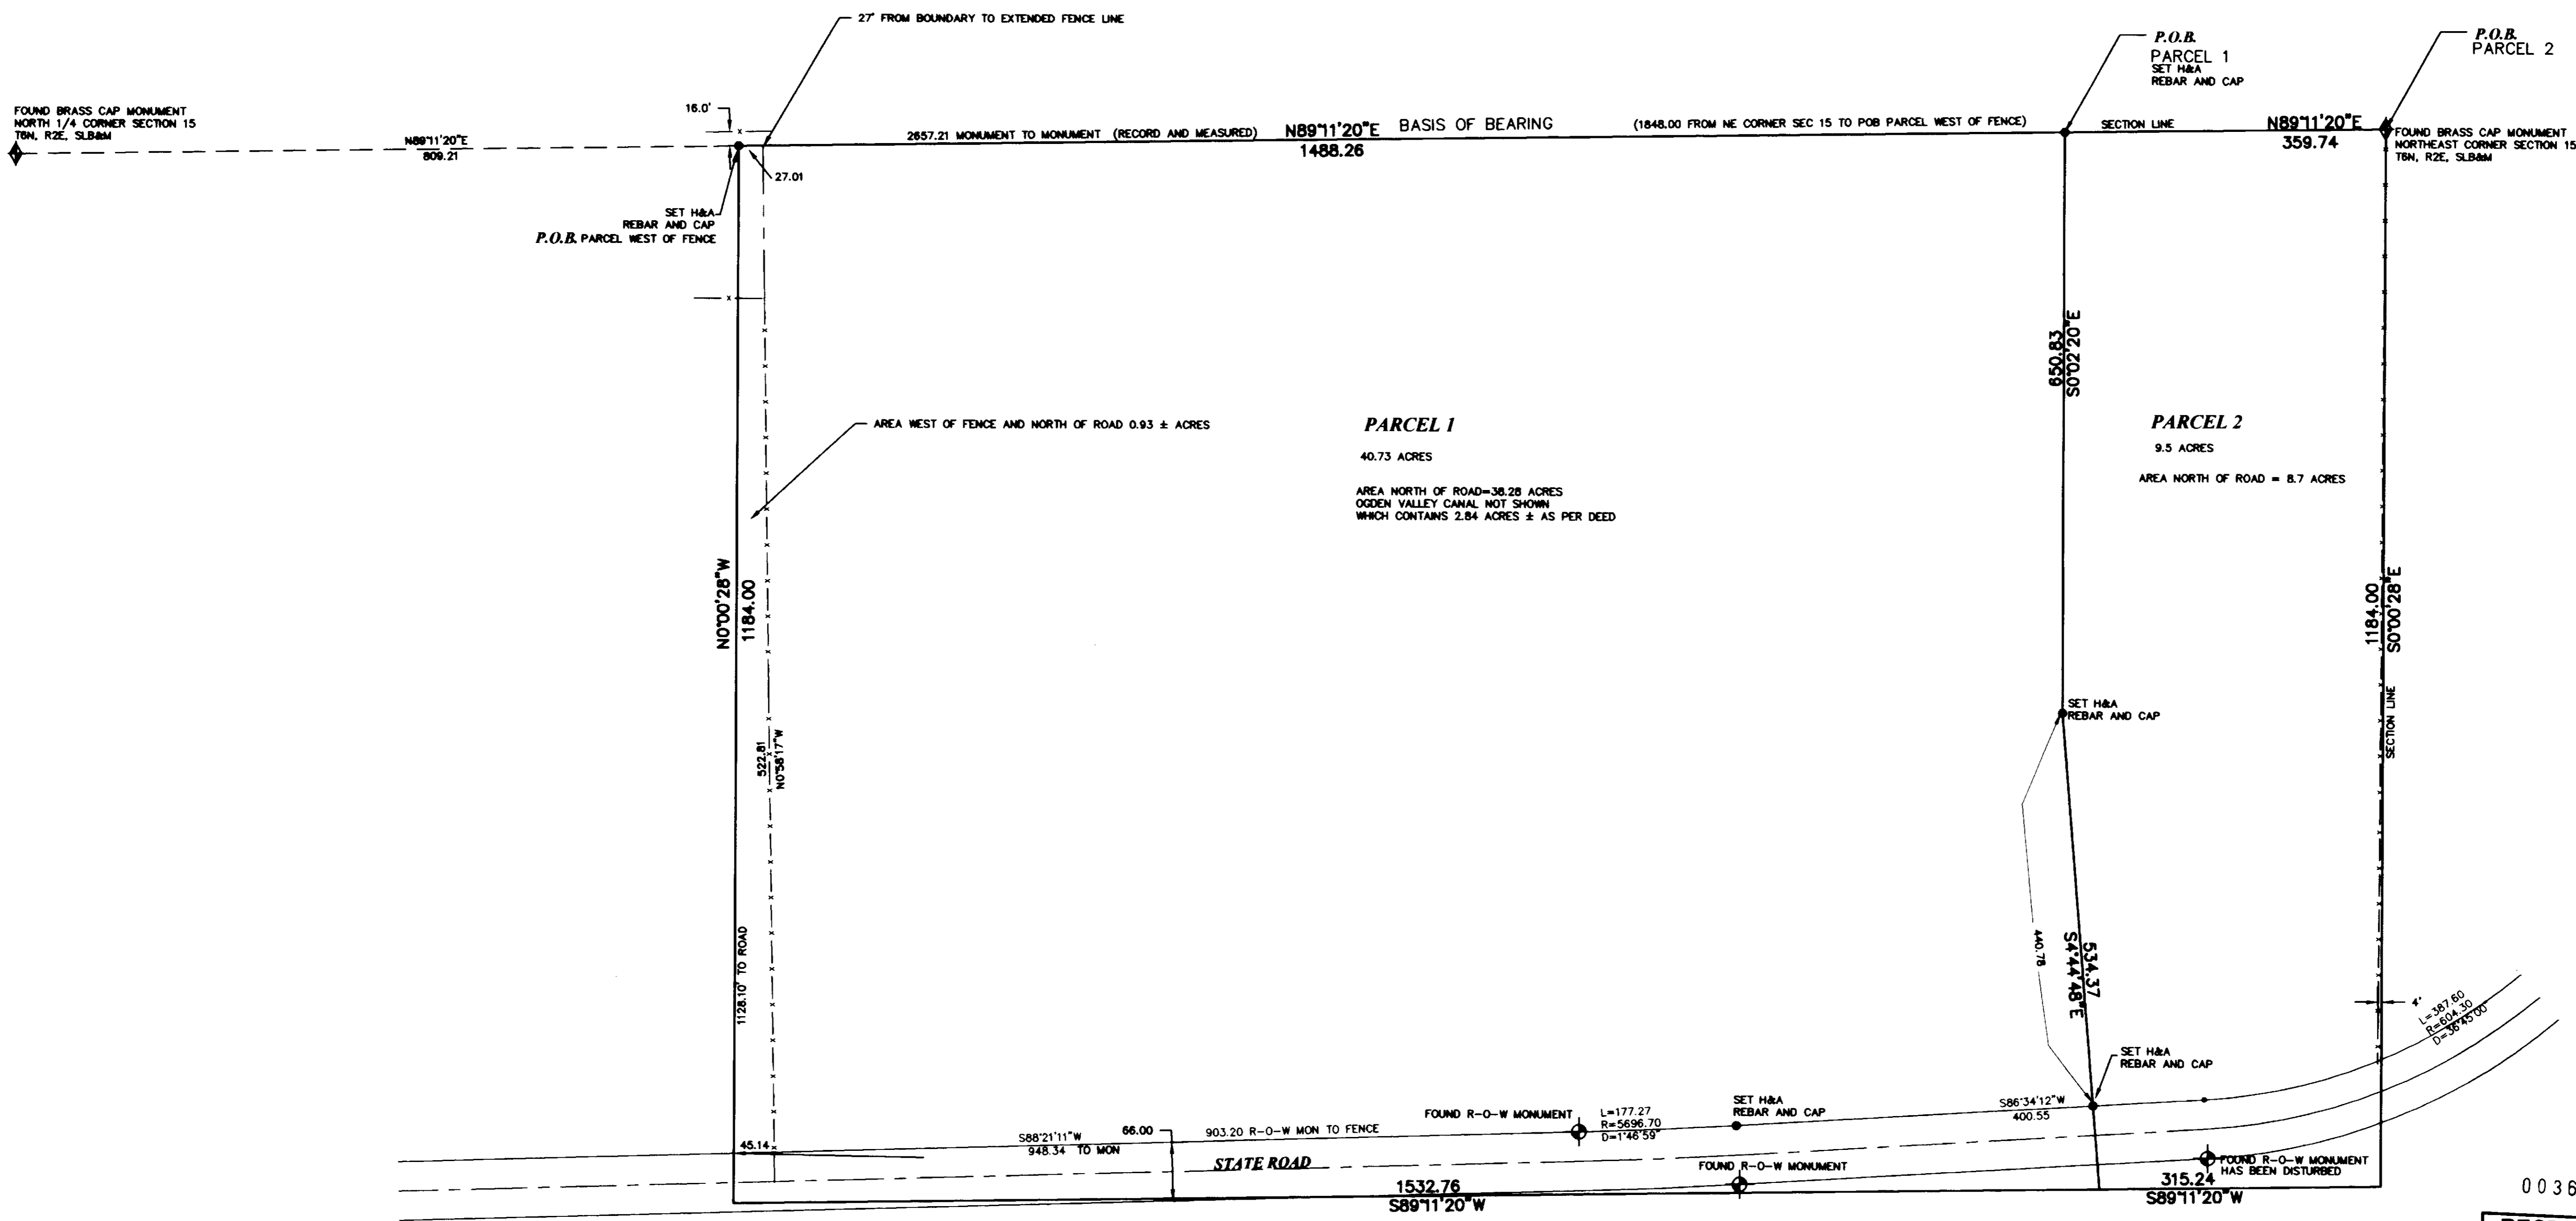 27' FROM BOUNDARY TO EXTENDED FENCE LINE
P.O.B.
PARCEL 1
SET H&A
REBAR AND CAP
P.O.B.
PARCEL 2
FOUND BRASS CAP MONUMENT
NORTH 1/4 CORNER SECTION 15
T6N, R2E, SLB&M
N89°11'20"E
809.21
16.0'
2657.21 MONUMENT TO MONUMENT (RECORD AND MEASURED)
N89°11'20"E
BASIS OF BEARING
1488.26
(1848.00 FROM NE CORNER SEC 15 TO POB PARCEL WEST OF FENCE)
SECTION LINE
N89°11'20"E
359.74
FOUND BRASS CAP MONUMENT
NORTHEAST CORNER SECTION 15
T6N, R2E, SLB&M
27.01
SET H&A
REBAR AND CAP
P.O.B. PARCEL WEST OF FENCE
650.83
S0°02'20"E
AREA WEST OF FENCE AND NORTH OF ROAD 0.93 ± ACRES
PARCEL 1
40.73 ACRES
AREA NORTH OF ROAD=38.28 ACRES
OGDEN VALLEY CANAL NOT SHOWN
WHICH CONTAINS 2.84 ACRES ± AS PER DEED
PARCEL 2
9.5 ACRES
AREA NORTH OF ROAD = 8.7 ACRES
N0°00'28"W
1184.00
1184.00
S0°00'28"E
SECTION LINE
522.81
N0°58'17"W
SET H&A
REBAR AND CAP
1128.10' TO ROAD
440.78
534.37
S4°44'48"E
4'
L=387.60
R=604.30
D=36°45'00
SET H&A
REBAR AND CAP
45.14
S88°21'11"W
948.34 TO MON
66.00
903.20 R-O-W MON TO FENCE
FOUND R-O-W MONUMENT
L=177.27
R=5696.70
D=1°46'59"
SET H&A
REBAR AND CAP
S86°34'12"W
400.55
STATE ROAD
FOUND R-O-W MONUMENT
FOUND R-O-W MONUMENT
HAS BEEN DISTURBED
1532.76
S89°11'20"W
315.24
S89°11'20"W
0036